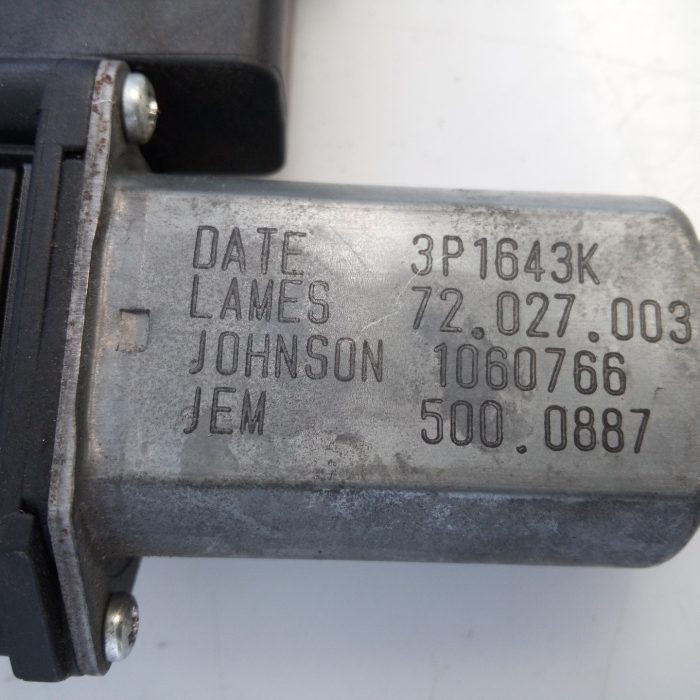 DATE 3P1643K
LAMES 72.027.003
JOHNSON 1060766
JEM 500.0887